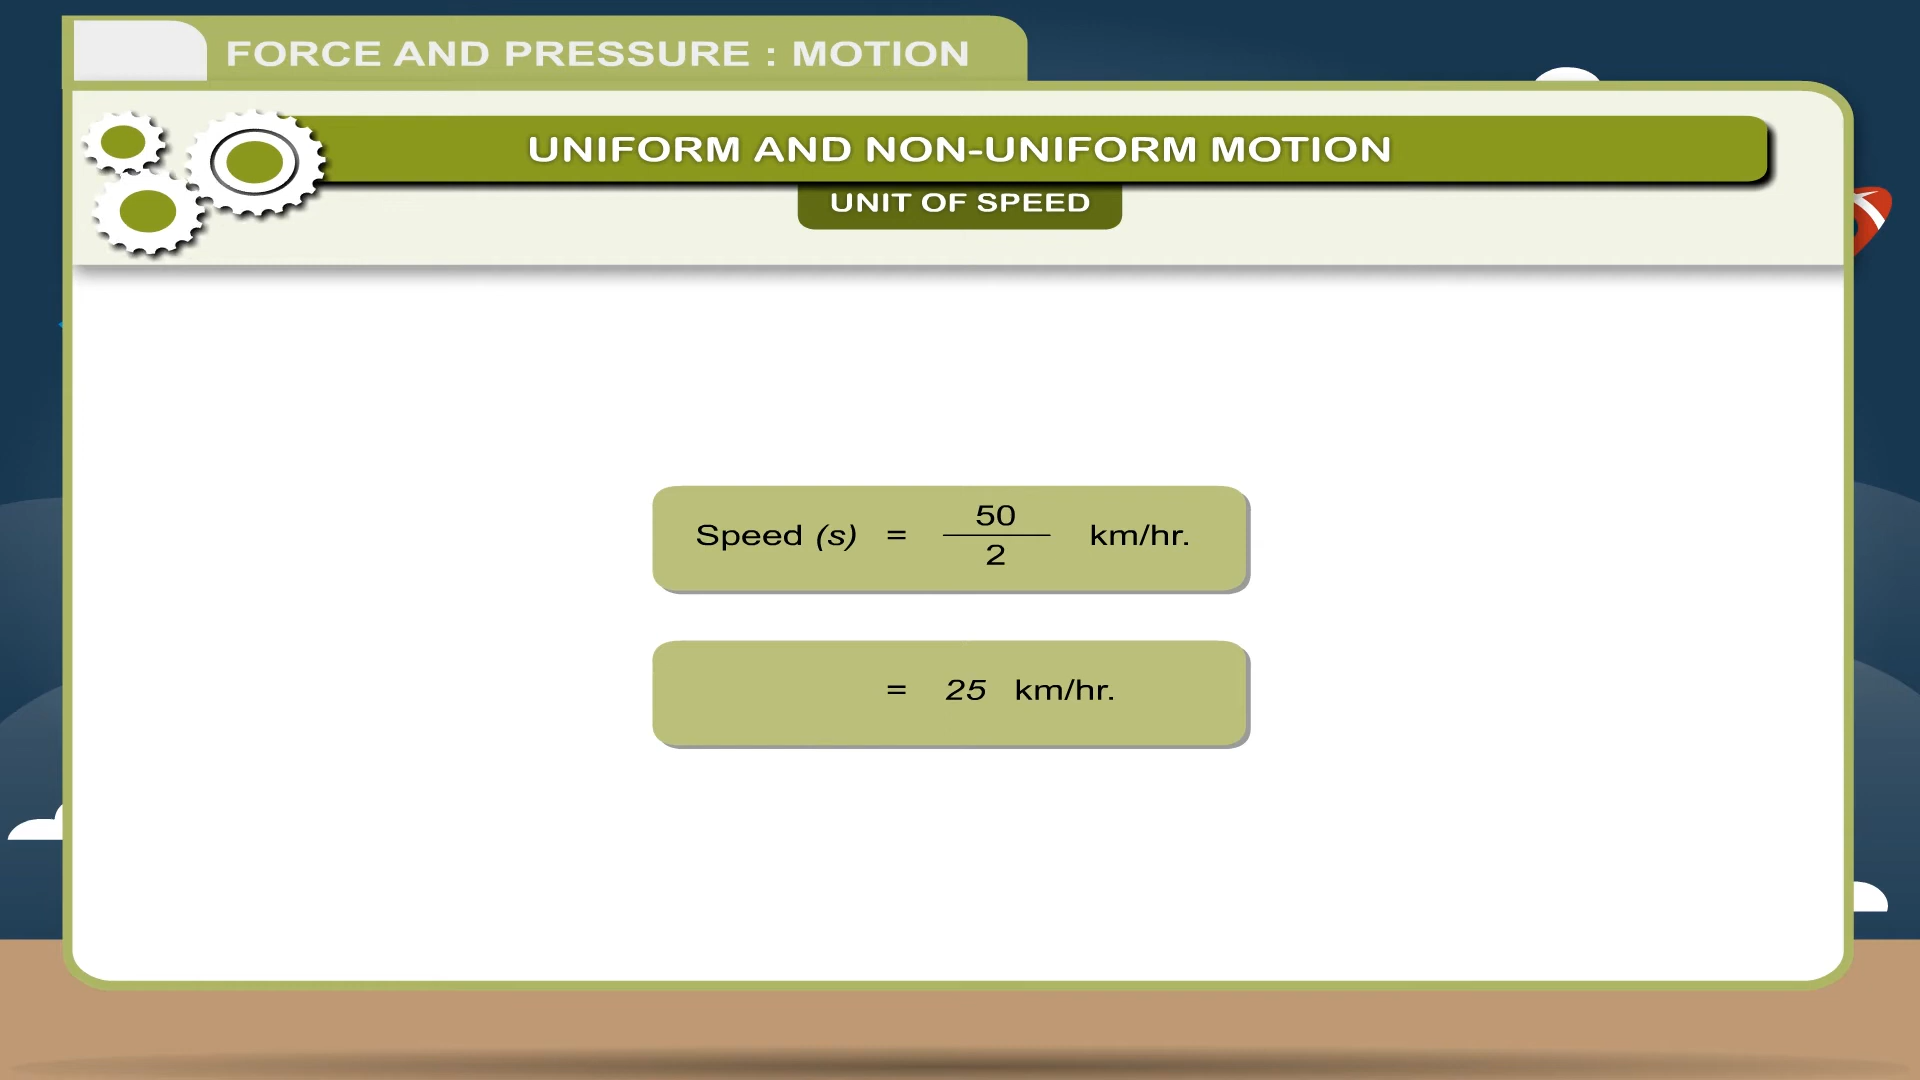 FORCE AND PRESSURE : MOTION
UNIFORM AND NON-UNIFORM MOTION
UNIT OF SPEED
Speed (s) = 50/2 km/hr.
= 25 km/hr.